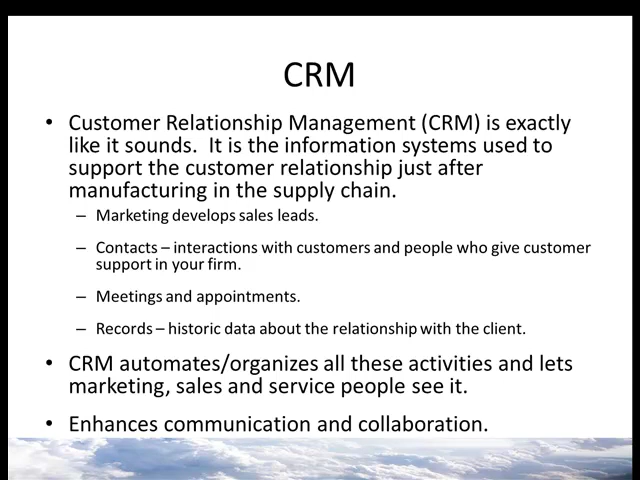 CRM
• Customer Relationship Management (CRM) is exactly
like it sounds.  It is the information systems used to
support the customer relationship just after
manufacturing in the supply chain.
– Marketing develops sales leads.
– Contacts – interactions with customers and people who give customer
support in your firm.
– Meetings and appointments.
– Records – historic data about the relationship with the client.
• CRM automates/organizes all these activities and lets
marketing, sales and service people see it.
• Enhances communication and collaboration.